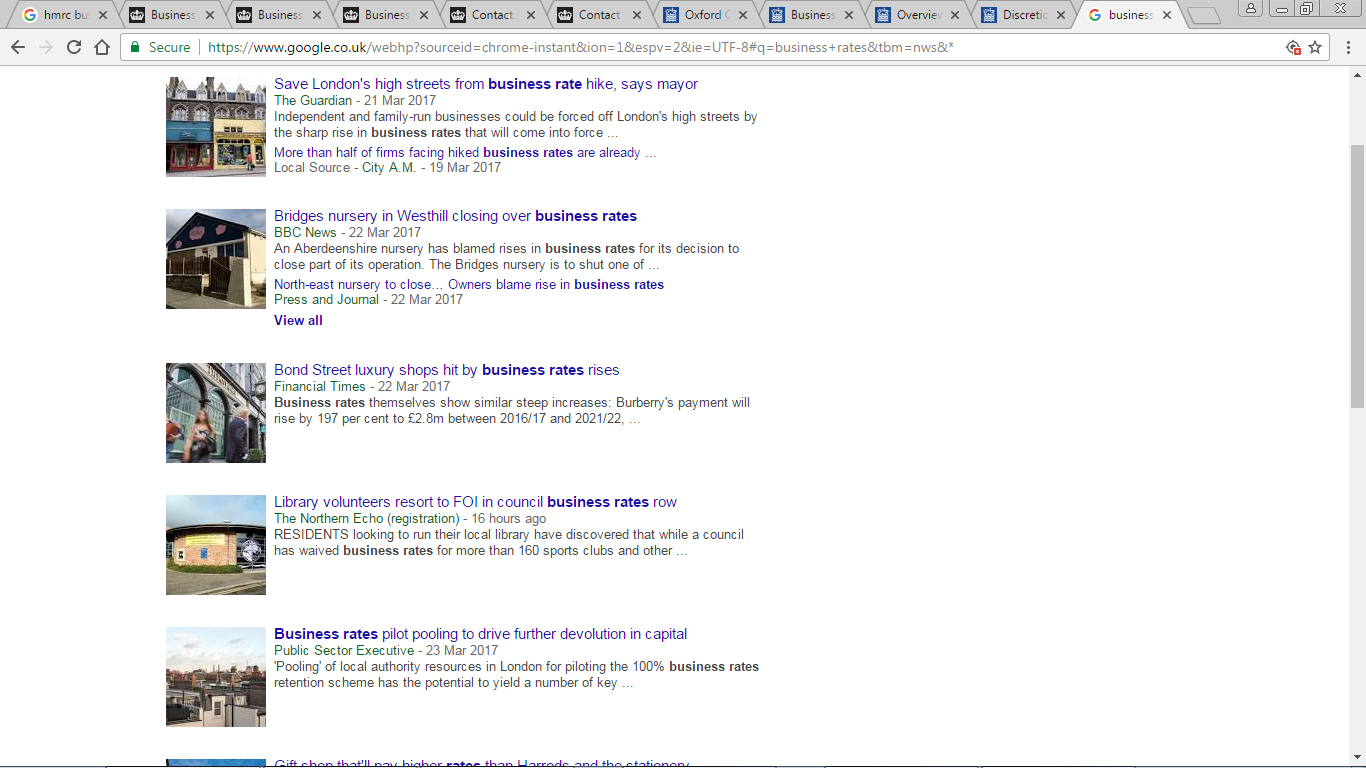 hmrc bu
Business
Business
Business
Contact
Contact
Oxford C
Business
Overview
Discretic
business
Secure
https://www.google.co.uk/webhp?sourceid=chrome-instant&ion=1&espv=2&ie=UTF-8#q=business+rates&tbm=nws&*
Save London's high streets from business rate hike, says mayor
The Guardian - 21 Mar 2017
Independent and family-run businesses could be forced off London's high streets by
the sharp rise in business rates that will come into force ...
More than half of firms facing hiked business rates are already ...
Local Source - City A.M. - 19 Mar 2017
Bridges nursery in Westhill closing over business rates
BBC News - 22 Mar 2017
An Aberdeenshire nursery has blamed rises in business rates for its decision to
close part of its operation. The Bridges nursery is to shut one of ...
North-east nursery to close... Owners blame rise in business rates
Press and Journal - 22 Mar 2017
View all
Bond Street luxury shops hit by business rates rises
Financial Times - 22 Mar 2017
Business rates themselves show similar steep increases: Burberry's payment will
rise by 197 per cent to £2.8m between 2016/17 and 2021/22, ...
Library volunteers resort to FOI in council business rates row
The Northern Echo (registration) - 16 hours ago
RESIDENTS looking to run their local library have discovered that while a council
has waived business rates for more than 160 sports clubs and other ...
Business rates pilot pooling to drive further devolution in capital
Public Sector Executive - 23 Mar 2017
'Pooling' of local authority resources in London for piloting the 100% business rates
retention scheme has the potential to yield a number of key ...
Gift shop that'll pay higher rates than Harrods and the stationery